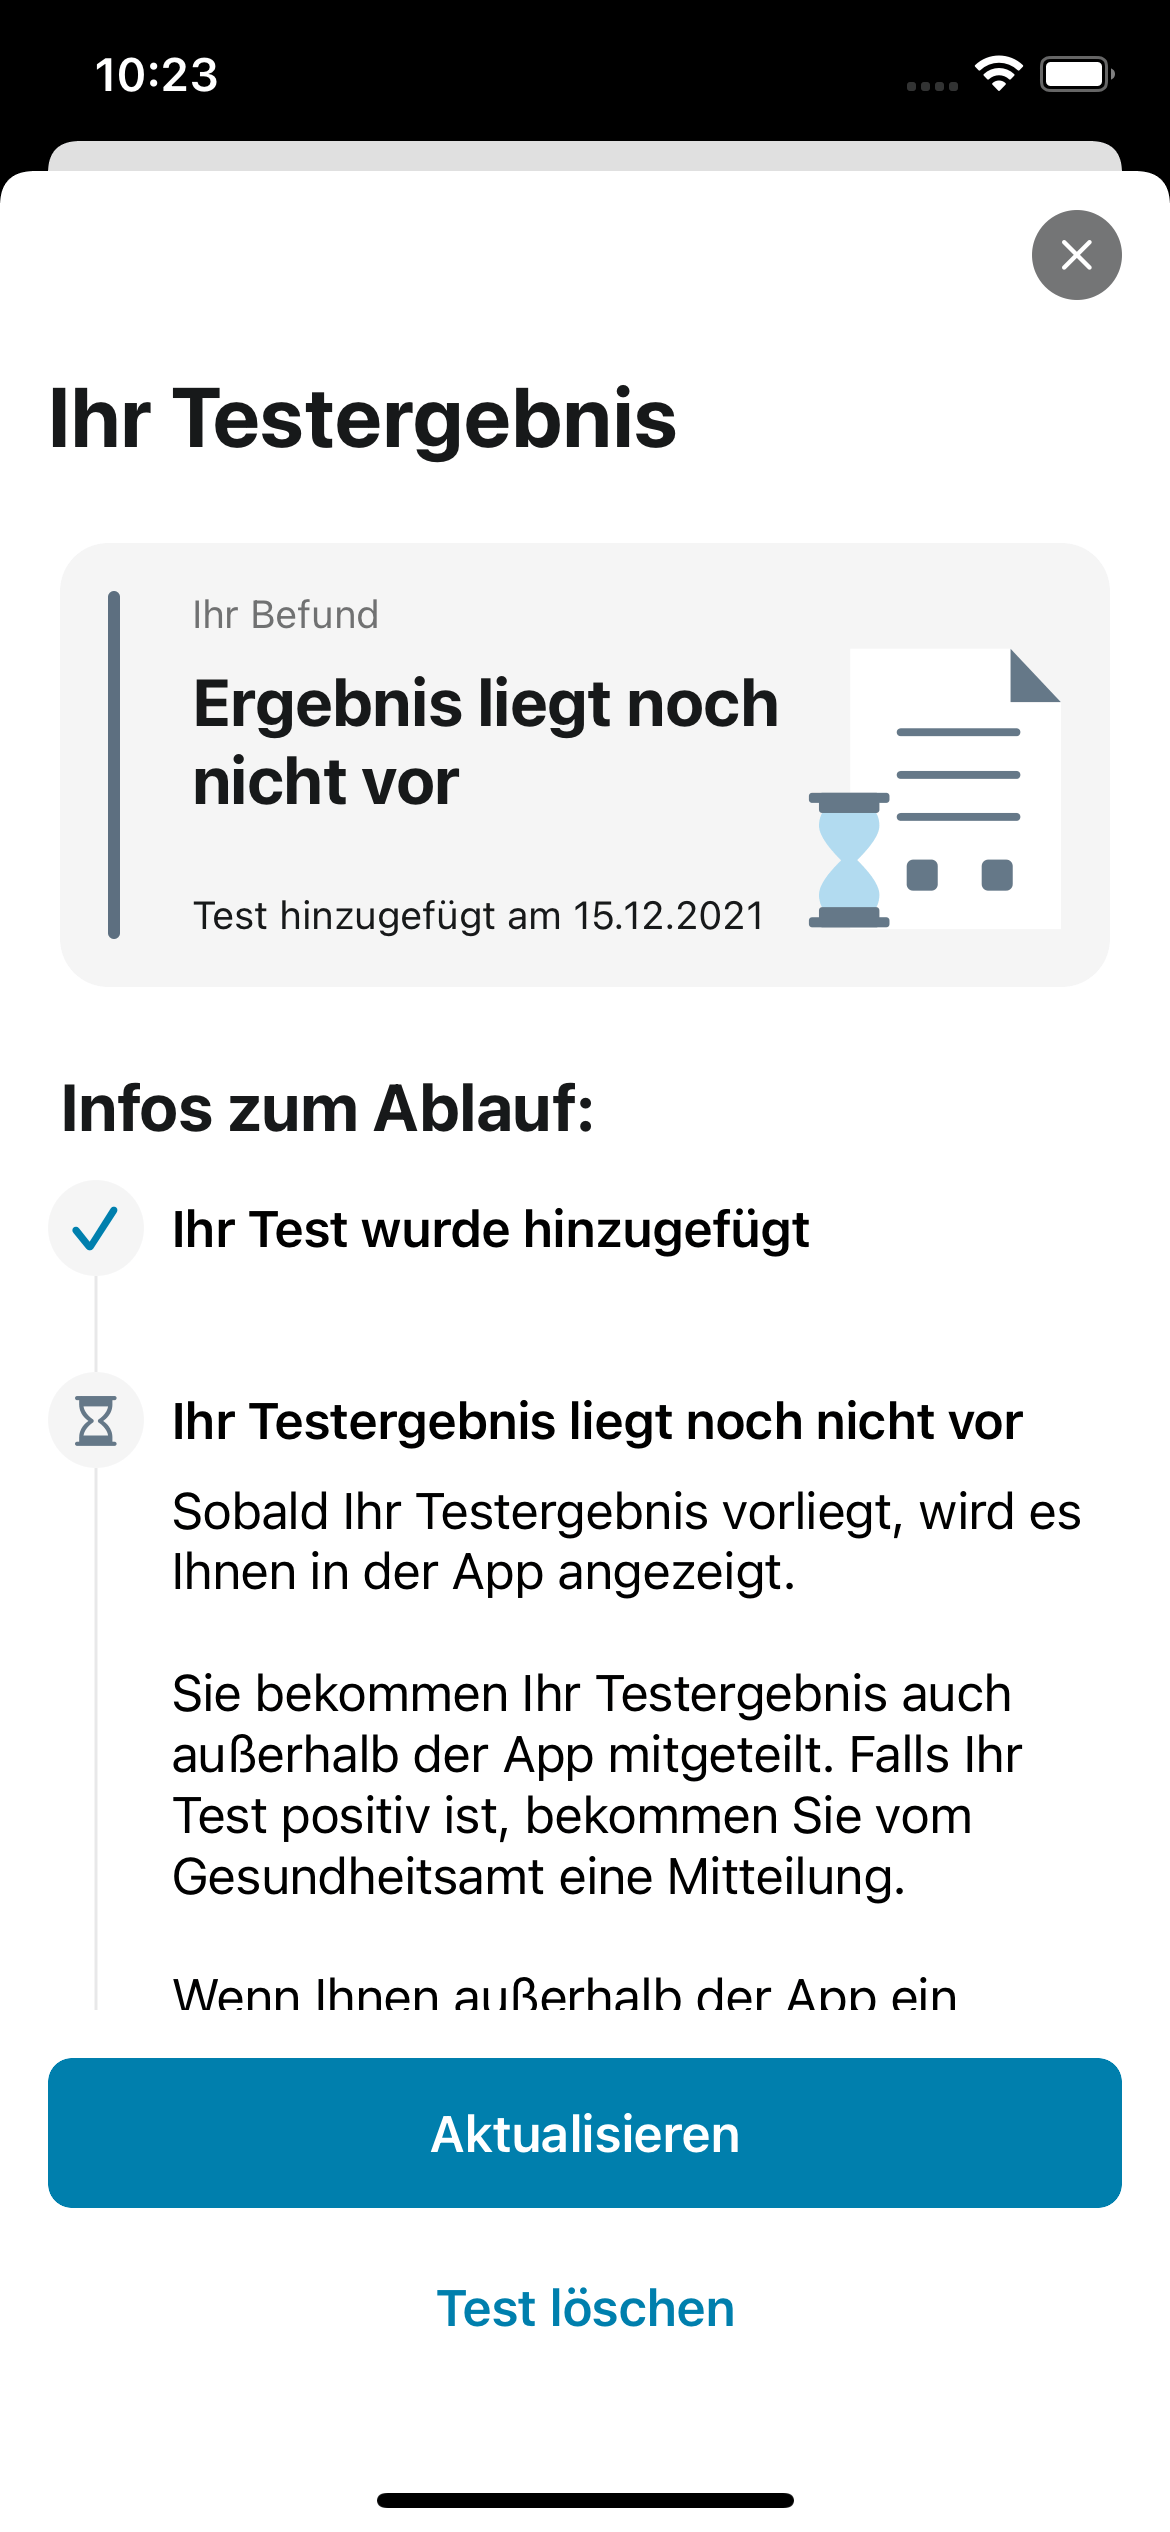 10:23
Ihr Testergebnis
Ihr Befund
Ergebnis liegt noch
nicht vor
Test hinzugefügt am 15.12.2021
Infos zum Ablauf:
Ihr Test wurde hinzugefügt
Ihr Testergebnis liegt noch nicht vor
Sobald Ihr Testergebnis vorliegt, wird es
Ihnen in der App angezeigt.
Sie bekommen Ihr Testergebnis auch
außerhalb der App mitgeteilt. Falls Ihr
Test positiv ist, bekommen Sie vom
Gesundheitsamt eine Mitteilung.
Wenn Ihnen außerhalb der App ein
Aktualisieren
Test löschen